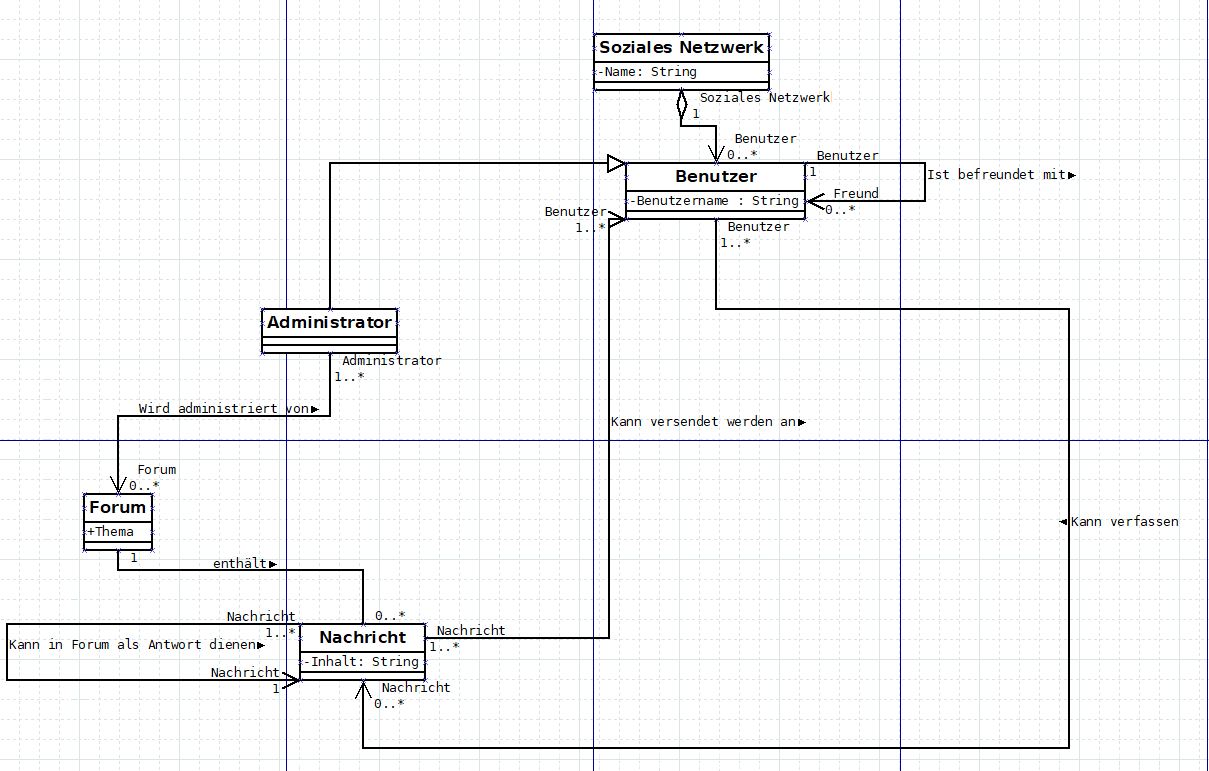 Soziales Netzwerk
-Name: String
Soziales Netzwerk
1
Benutzer
0..*
Benutzer
-Benutzername : String
Benutzer
1
Ist befreundet mit▶
Freund
0..*
Benutzer
1..*
Benutzer
1..*
Administrator
Administrator
1..*
Wird administriert von▶
Kann versendet werden an▶
Forum
0..*
Forum
+Thema
1
enthält▶
◀Kann verfassen
0..*
Nachricht
1..*
Kann in Forum als Antwort dienen▶
Nachricht
1
Nachricht
-Inhalt: String
Nachricht
1..*
Nachricht
0..*